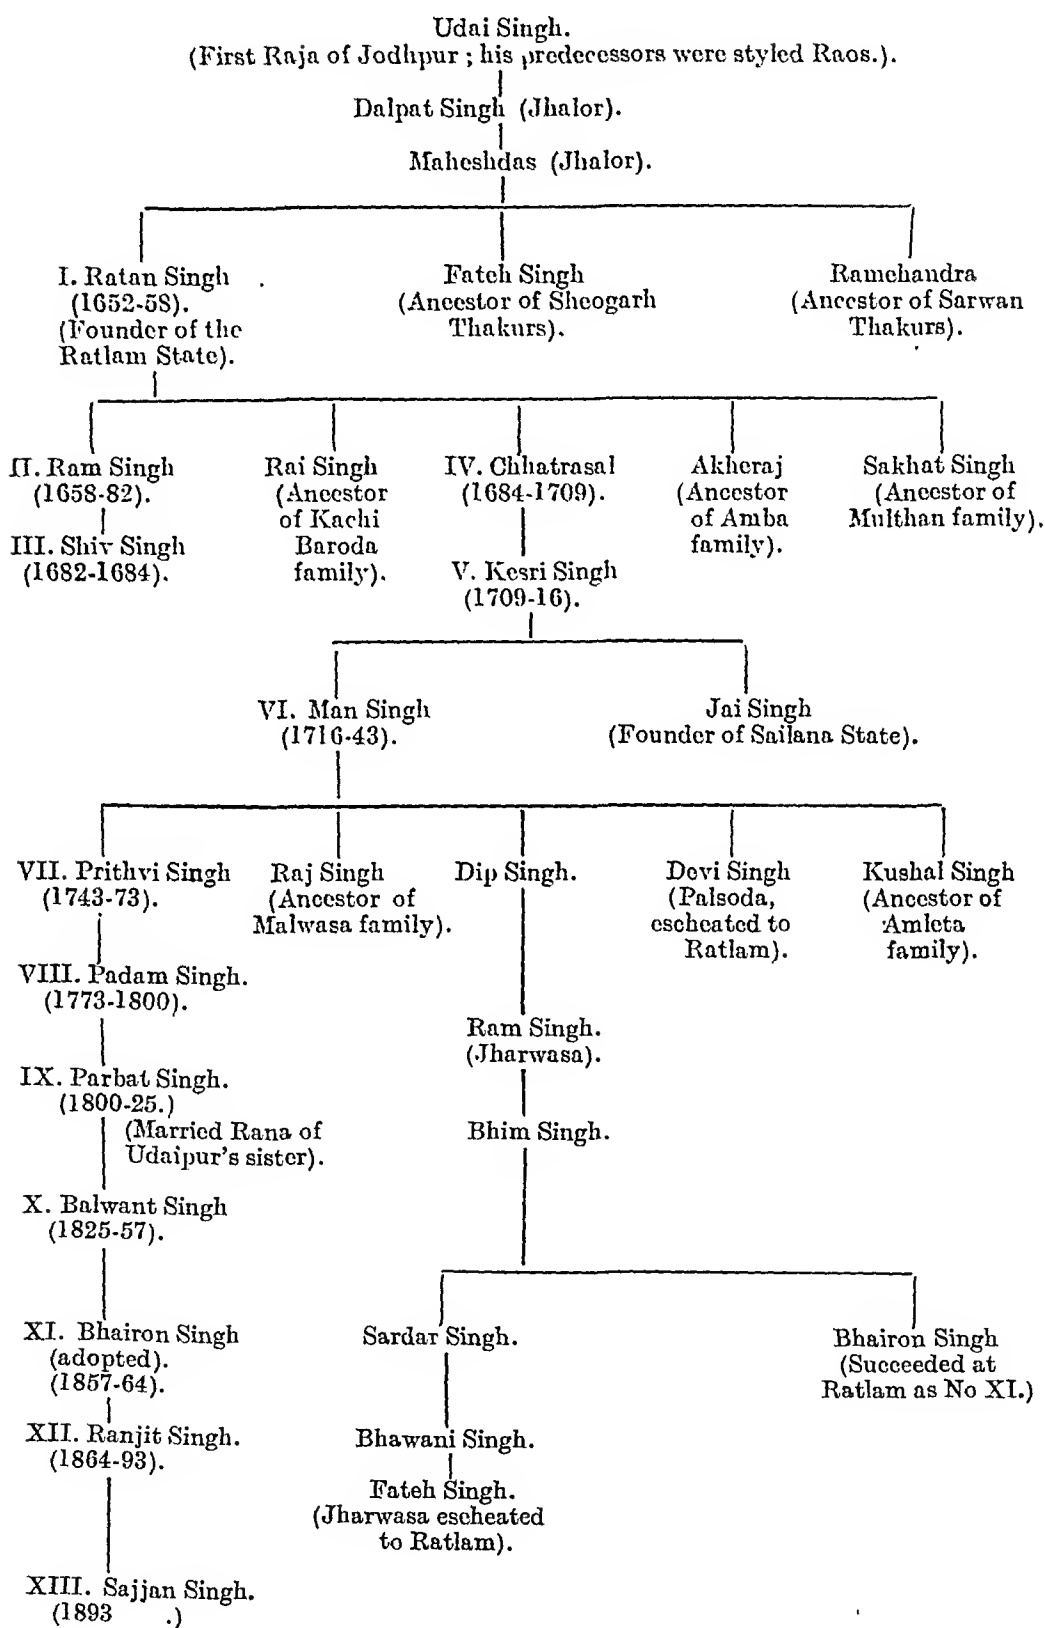 Udai Singh.
(First Raja of Jodhpur ; his predecessors were styled Raos.).
Dalpat Singh (Jhalor).
Maheshdas (Jhalor).
I. Ratan Singh
(1652-58).
(Founder of the
Ratlam State).
Fateh Singh
(Ancestor of Sheogarh
Thakurs).
Ramchandra
(Ancestor of Sarwan
Thakurs).
II. Ram Singh
(1658-82).
III. Shiv Singh
(1682-1684).
Rai Singh
(Ancestor
of Kachi
Baroda
family).
IV. Chhatrasal
(1684-1709).
V. Kesri Singh
(1709-16).
Akheraj
(Ancestor
of Amba
family).
Sakhat Singh
(Ancestor of
Multhan family).
VI. Man Singh
(1716-43).
Jai Singh
(Founder of Sailana State).
VII. Prithvi Singh
(1743-73).
VIII. Padam Singh.
(1773-1800).
IX. Parbat Singh.
(1800-25.)
(Married Rana of
Udaipur's sister).
X. Balwant Singh
(1825-57).
XI. Bhairon Singh
(adopted).
(1857-64).
XII. Ranjit Singh.
(1864-93).
XIII. Sajjan Singh.
(1893 .)
Raj Singh
(Ancestor of
Malwasa family).
Dip Singh.
Ram Singh.
(Jharwasa).
Bhim Singh.
Sardar Singh.
Bhawani Singh.
Fateh Singh.
(Jharwasa escheated
to Ratlam).
Bhairon Singh
(Succeeded at
Ratlam as No XI.)
Devi Singh
(Palsoda,
escheated to
Ratlam).
Kushal Singh
(Ancestor of
Amleta
family).